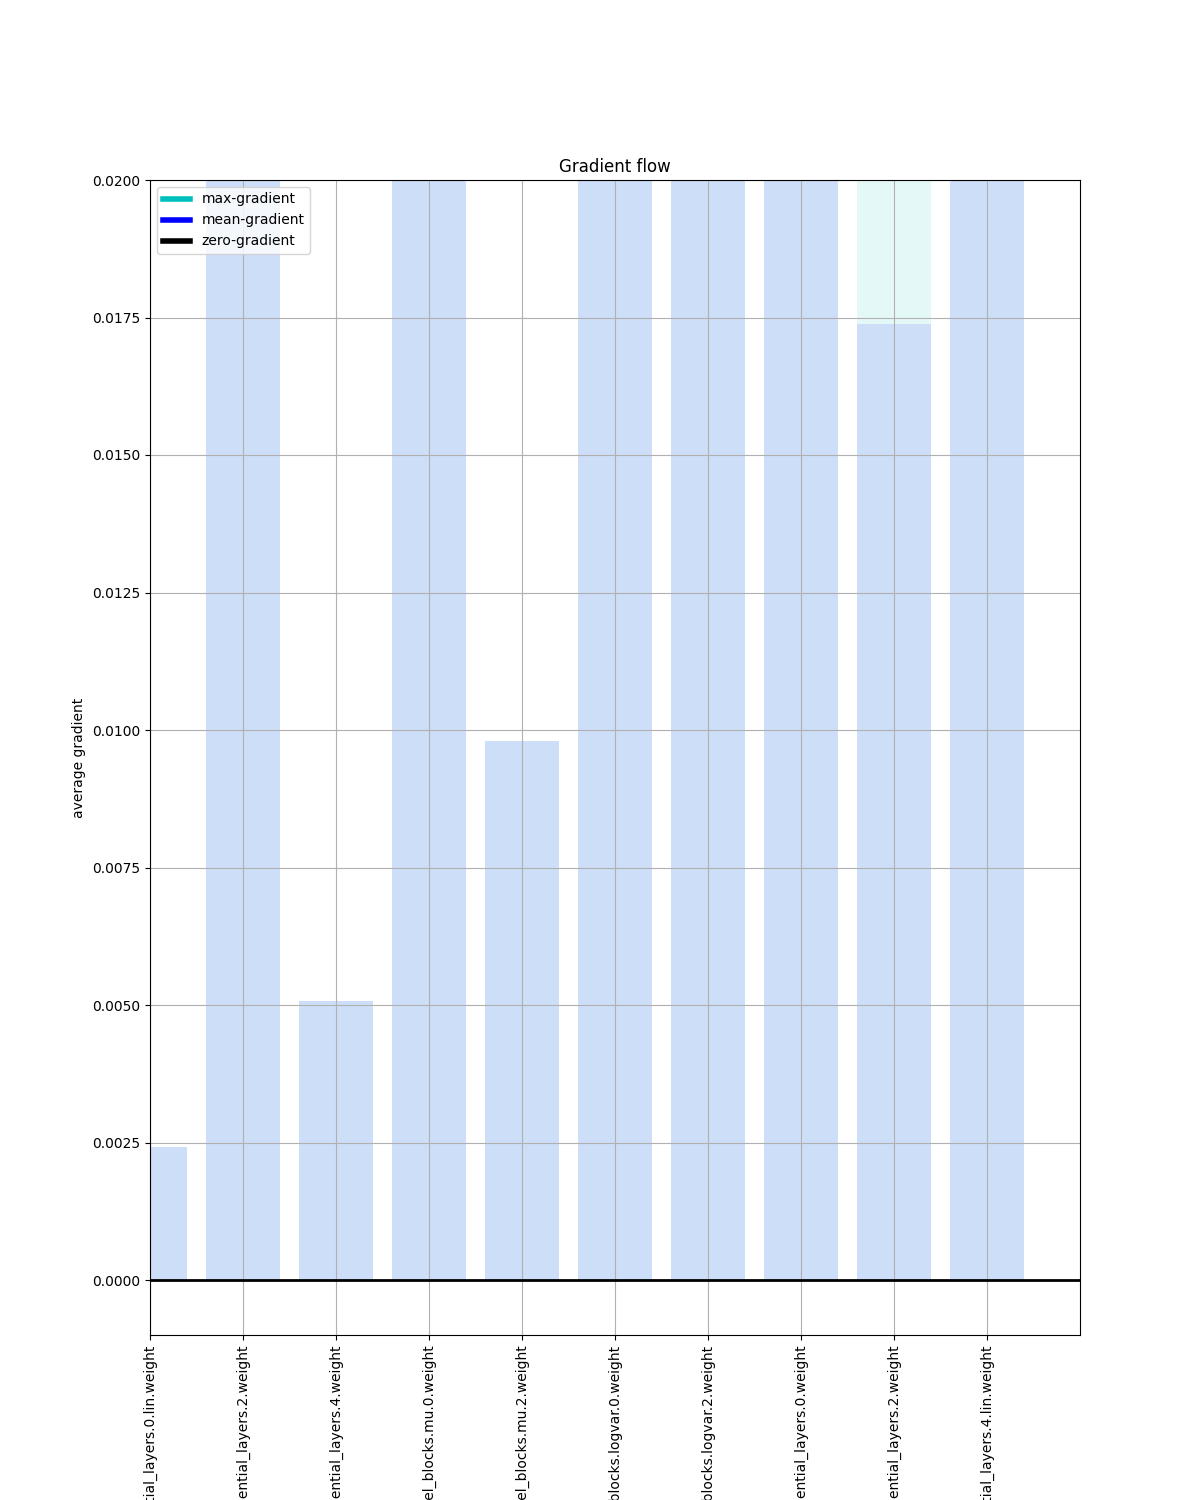 Gradient flow
max-gradient
mean-gradient
zero-gradient
0.0200
0.0175
0.0150
0.0125
0.0100
0.0075
0.0050
0.0025
0.0000
average gradient
tial_layers.0.lin.weight
ential_layers.2.weight
ential_layers.4.weight
el_blocks.mu.0.weight
el_blocks.mu.2.weight
blocks.logvar.0.weight
blocks.logvar.2.weight
ential_layers.0.weight
ential_layers.2.weight
tial_layers.4.lin.weight